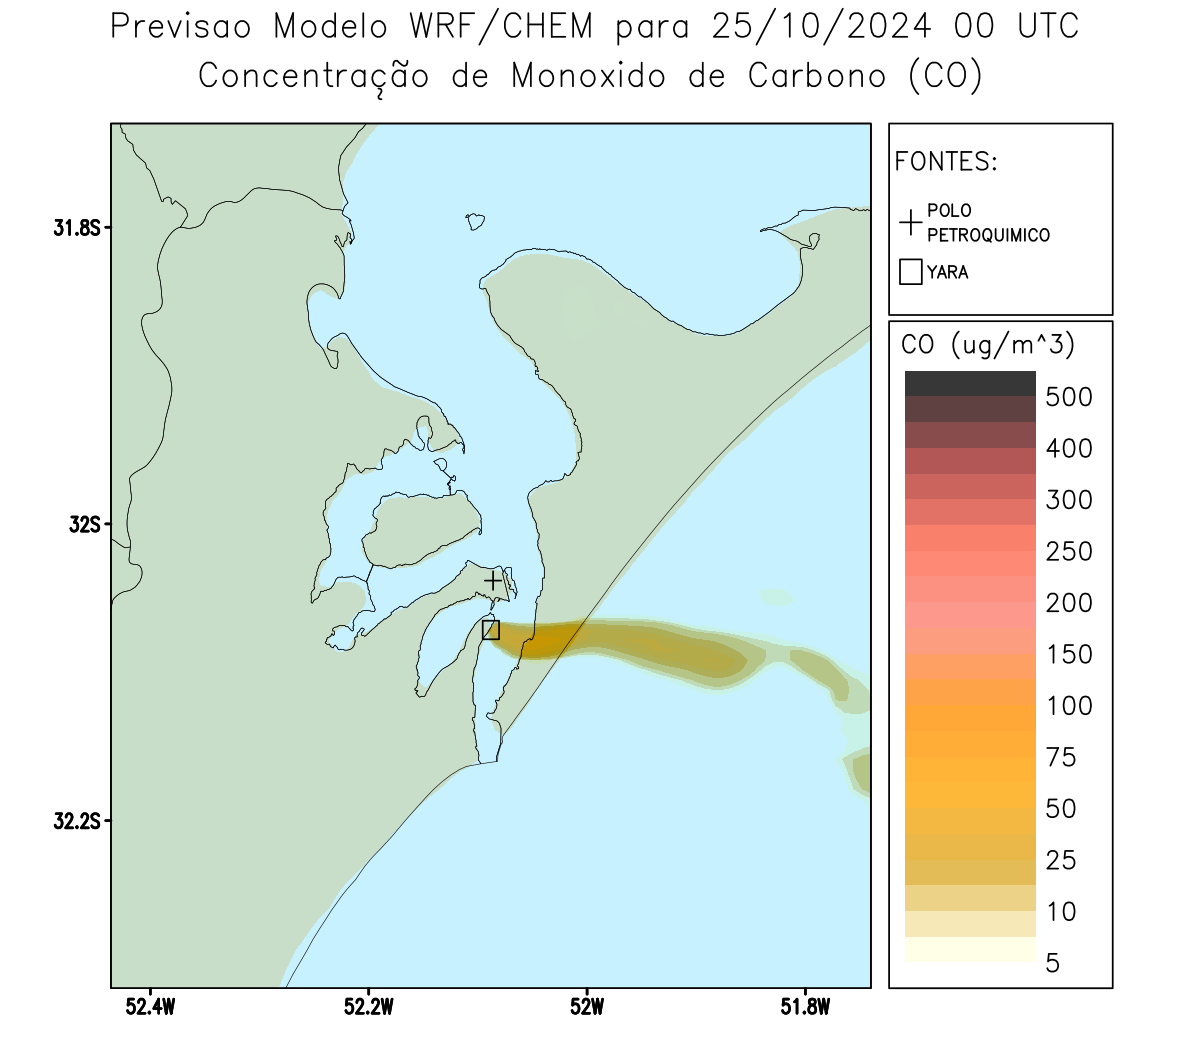 Previsao Modelo WRF/CHEM para 25/10/2024 00 UTC
Concentração de Monoxido de Carbono (CO)
FONTES:
POLO
PETROQUIMICO
YARA
CO (ug/m^3)
500
400
300
250
200
150
100
75
50
25
10
5
31.8S
32S
32.2S
52.4W
52.2W
52W
51.8W